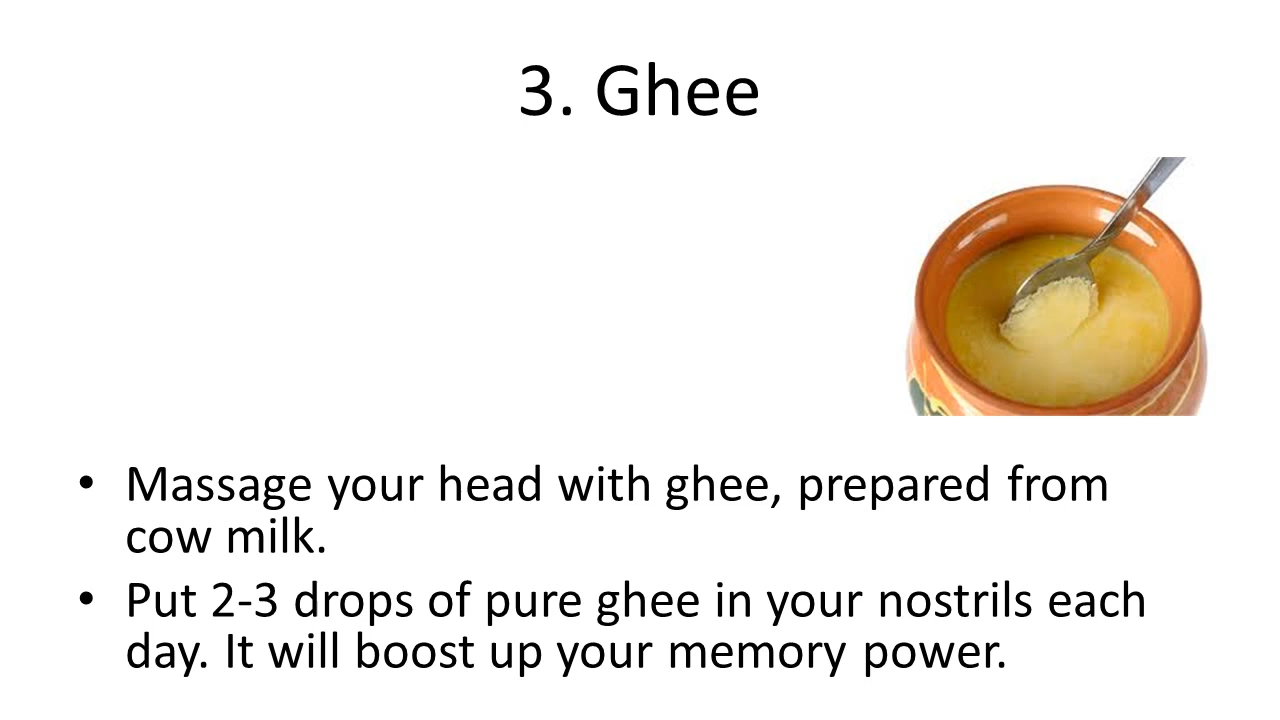 3. Ghee
• Massage your head with ghee, prepared from
cow milk.
• Put 2-3 drops of pure ghee in your nostrils each
day. It will boost up your memory power.